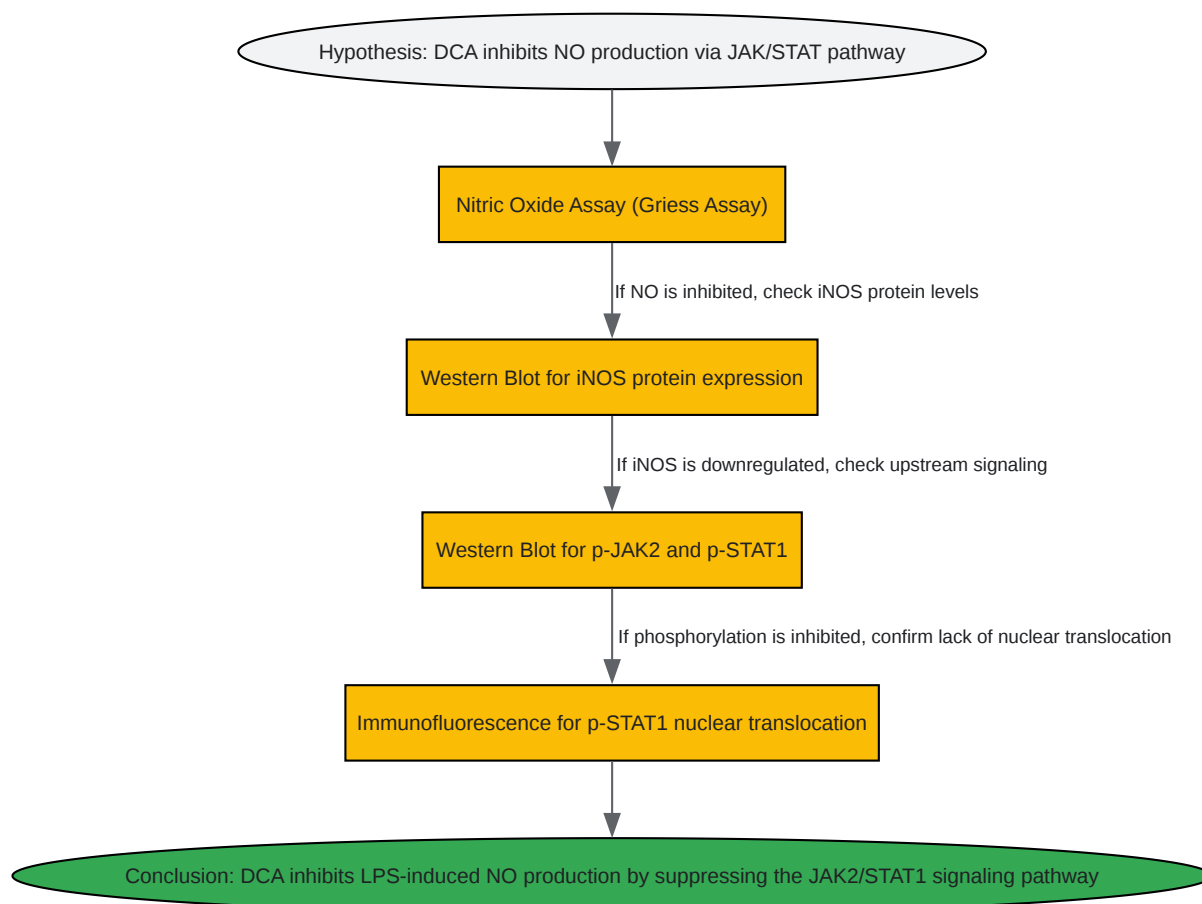 Hypothesis: DCA inhibits NO production via JAK/STAT pathway
Nitric Oxide Assay (Griess Assay)
If NO is inhibited, check iNOS protein levels
Western Blot for iNOS protein expression
If iNOS is downregulated, check upstream signaling
Western Blot for p-JAK2 and p-STAT1
If phosphorylation is inhibited, confirm lack of nuclear translocation
Immunofluorescence for p-STAT1 nuclear translocation
Conclusion: DCA inhibits LPS-induced NO production by suppressing the JAK2/STAT1 signaling pathway